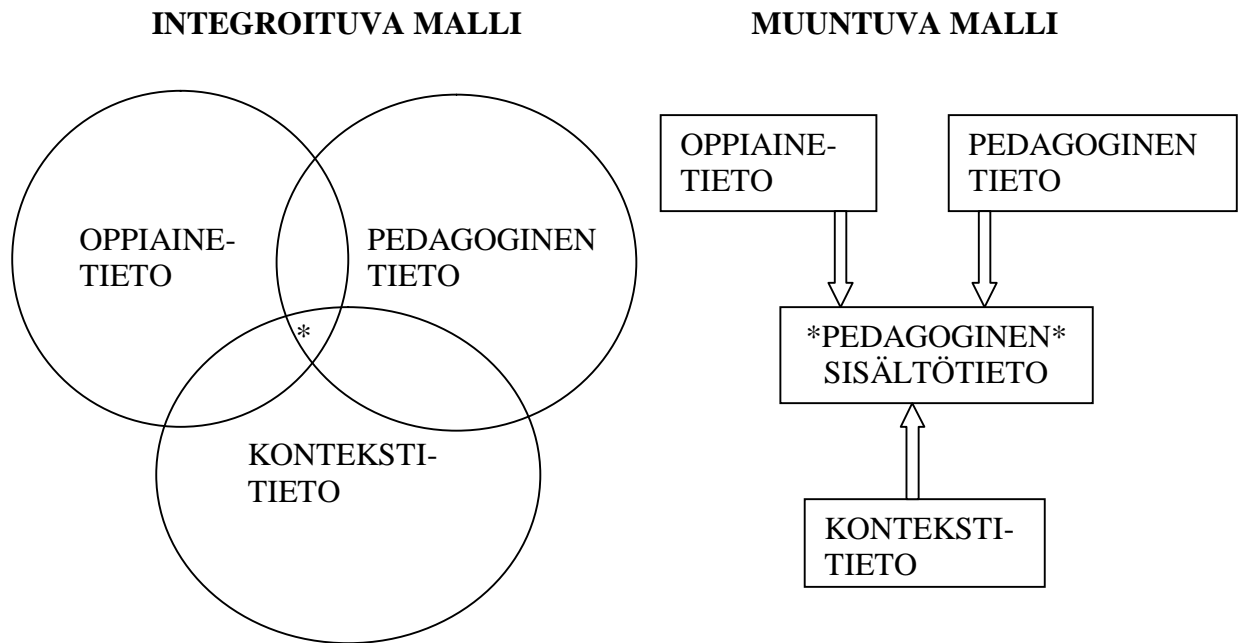 INTEGROITUVA MALLI
MUUNTUVA MALLI
OPPIAINE-
TIETO
PEDAGOGINEN
TIETO
*
KONTEKSTI-
TIETO
OPPIAINE-
TIETO
PEDAGOGINEN
TIETO
*PEDAGOGINEN*
SISÄLTÖTIETO
KONTEKSTI-
TIETO